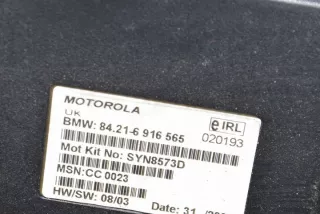 MOTOROLA
UK
e IRL
BMW: 84.21-6 916 565
020193
Mot Kit No: SYN8573D
MSN:CC 0023
HW/SW: 08/03
Date: 31